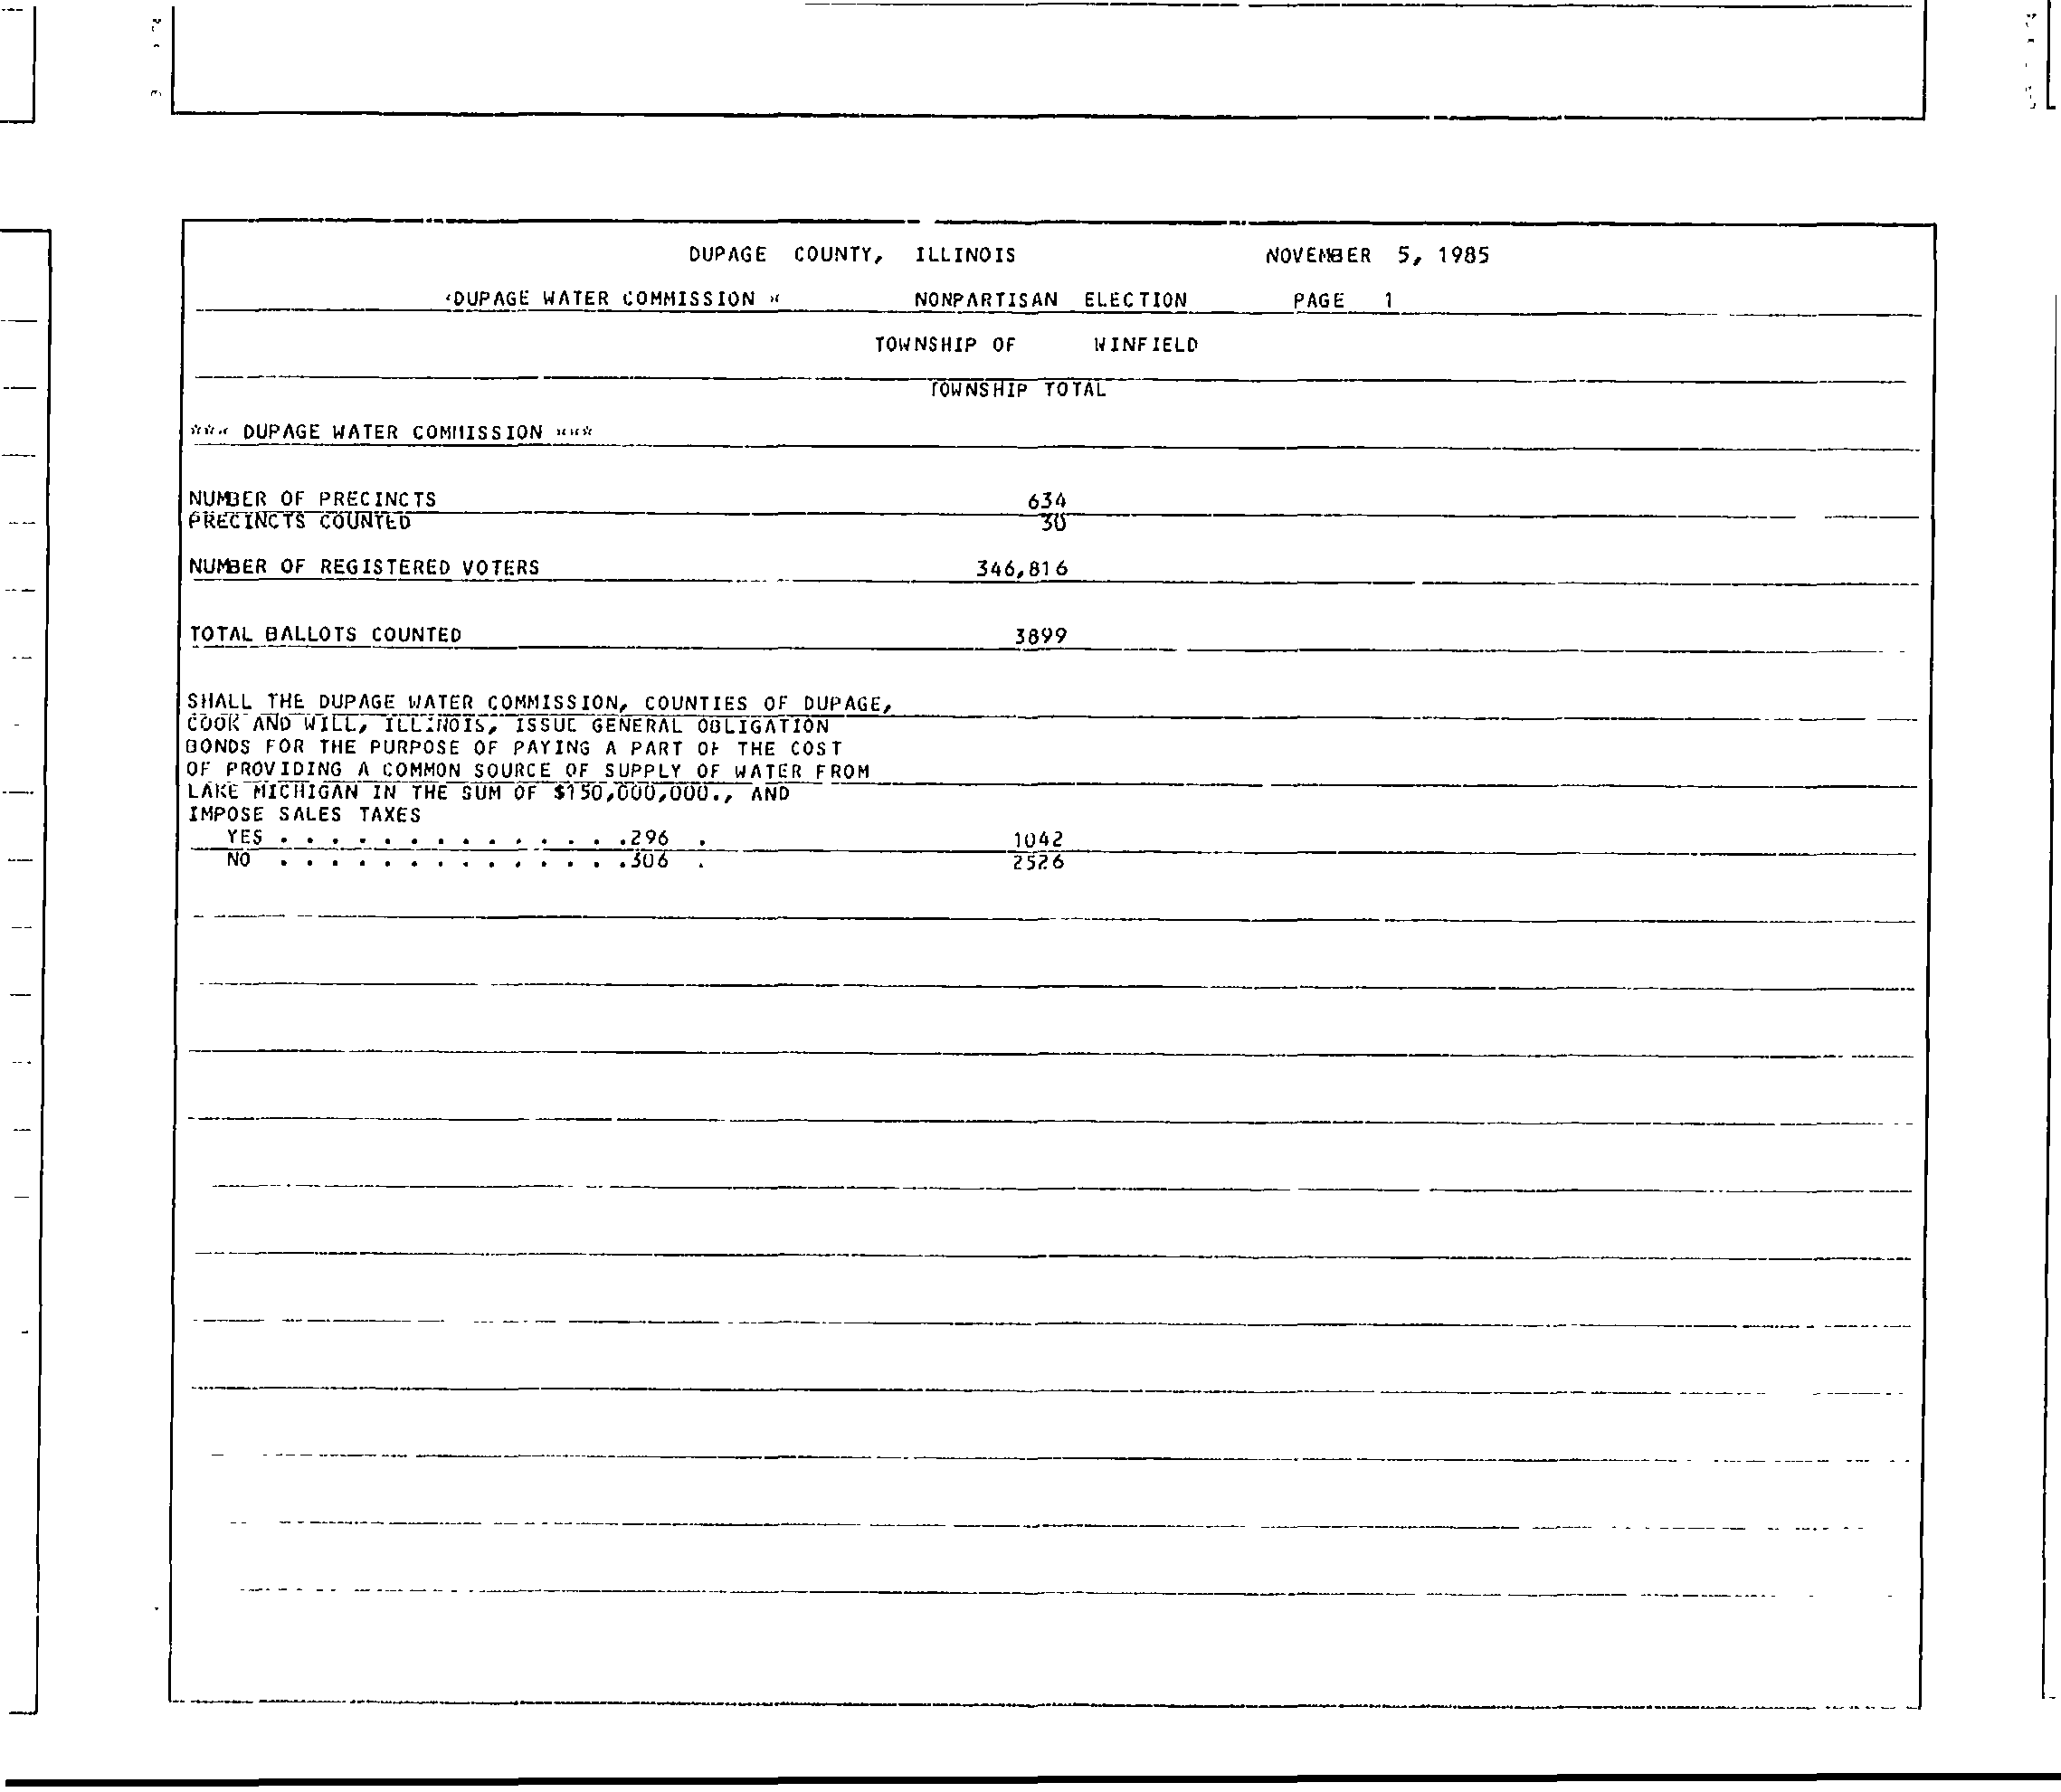 DUPAGE COUNTY, ILLINOIS NOVEMBER 5, 1985
*DUPAGE WATER COMMISSION * NONPARTISAN ELECTION PAGE 1
TOWNSHIP OF WINFIELD
TOWNSHIP TOTAL
*** DUPAGE WATER COMMISSION ***
NUMBER OF PRECINCTS 634
PRECINCTS COUNTED 30
NUMBER OF REGISTERED VOTERS 346,816
TOTAL BALLOTS COUNTED 3899
SHALL THE DUPAGE WATER COMMISSION, COUNTIES OF DUPAGE,
COOK AND WILL, ILLINOIS, ISSUE GENERAL OBLIGATION
BONDS FOR THE PURPOSE OF PAYING A PART OF THE COST
OF PROVIDING A COMMON SOURCE OF SUPPLY OF WATER FROM
LAKE MICHIGAN IN THE SUM OF $150,000,000., AND
IMPOSE SALES TAXES
YES . . . . . . . . . . . . . .296 . 1042
NO . . . . . . . . . . . . . .306 . 2526